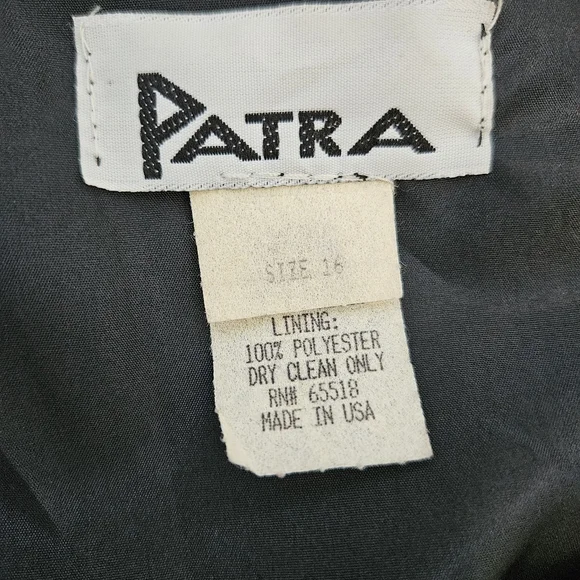 PATRA
SIZE 16
LINING:
100% POLYESTER
DRY CLEAN ONLY
RN# 65518
MADE IN USA